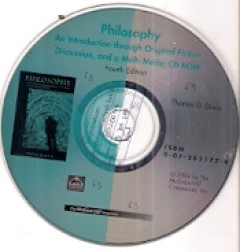 Philosophy
An Introduction through Original Fiction,
Discussion, and a Multi-Media CD-ROM
Fourth Edition
PHILOSOPHY
Thomas D. Davis
ISBN
0-07-283177-
© 2004 by The
McGraw-Hill
Companies, Inc.